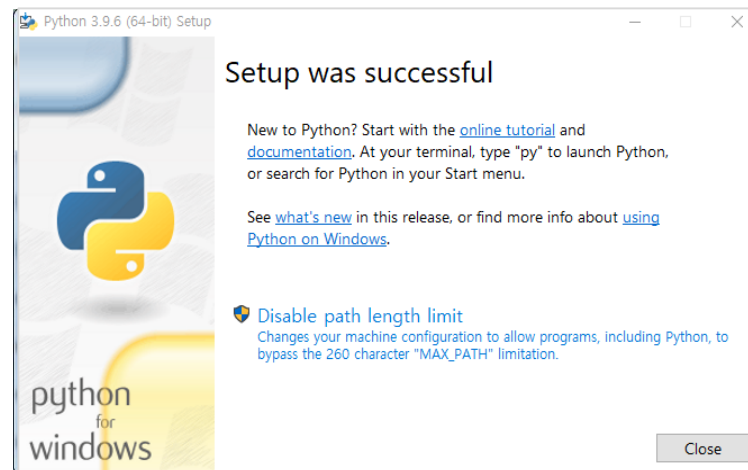 Python 3.9.6 (64-bit) Setup
Setup was successful
New to Python? Start with the online tutorial and
documentation. At your terminal, type "py" to launch Python,
or search for Python in your Start menu.
See what's new in this release, or find more info about using
Python on Windows.
Disable path length limit
Changes your machine configuration to allow programs, including Python, to
bypass the 260 character "MAX_PATH" limitation.
python
for
windows
Close